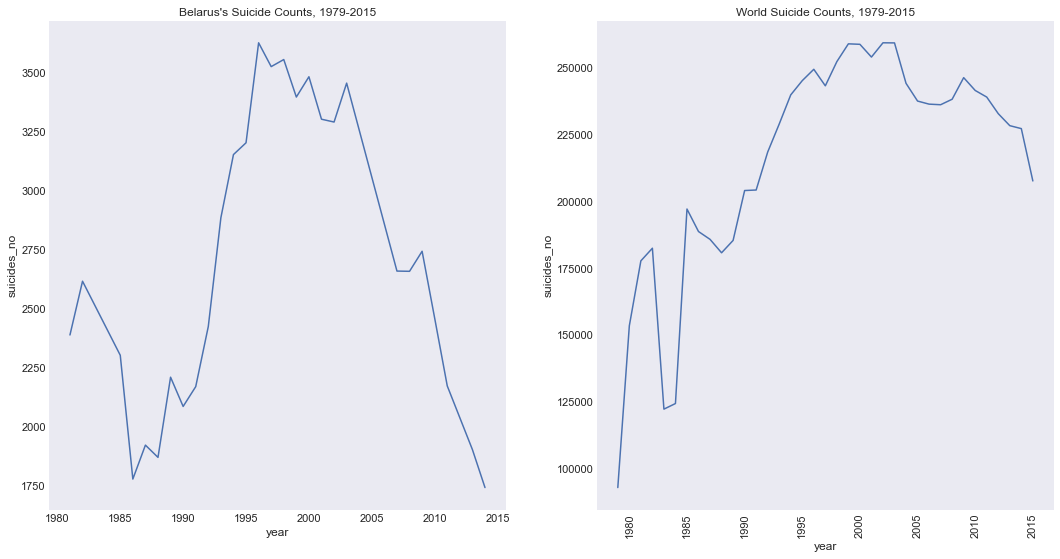 Belarus's Suicide Counts, 1979-2015
suicides_no
3500
3250
3000
2750
2500
2250
2000
1750
1980 1985 1990 1995 2000 2005 2010 2015
year
World Suicide Counts, 1979-2015
suicides_no
250000
225000
200000
175000
150000
125000
100000
1980 1985 1990 1995 2000 2005 2010 2015
year